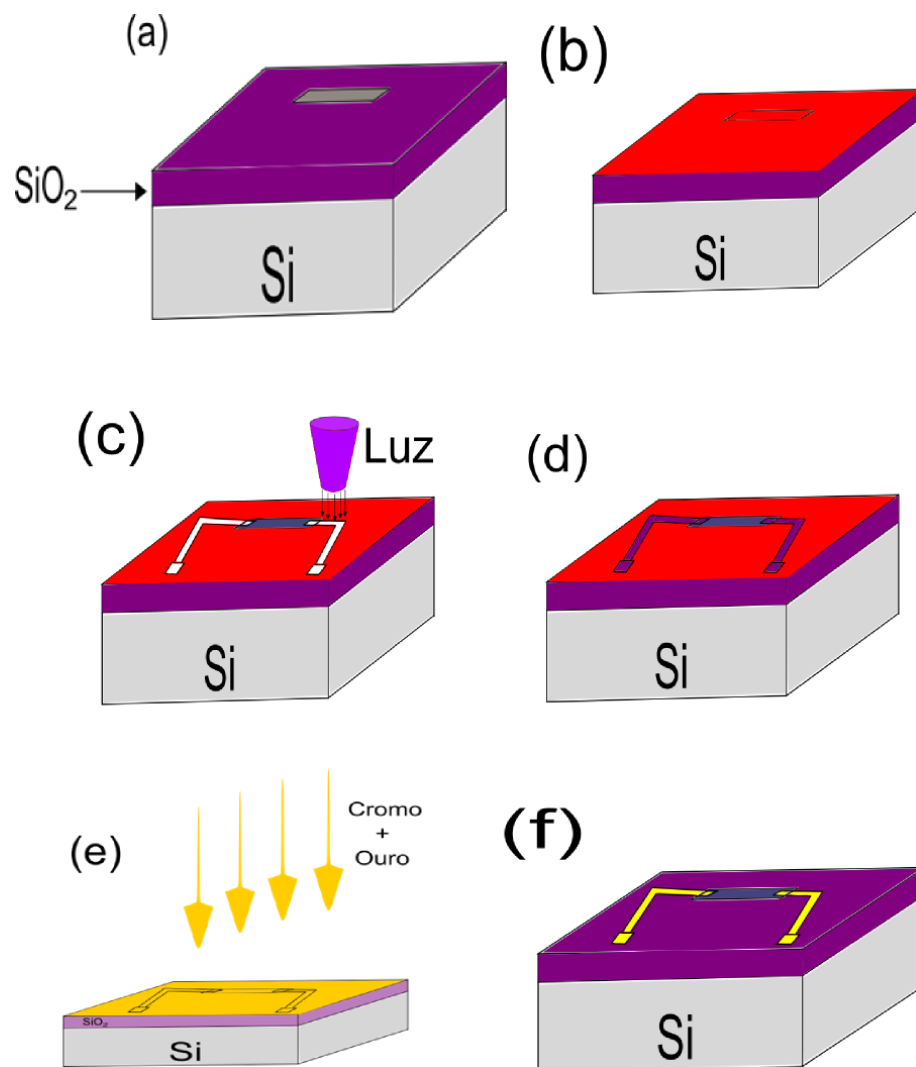 (a)
(b)
SiO₂
Si
Si
(c)
Luz
(d)
Si
Si
(e)
Cromo
+
Ouro
(f)
SiO₂
Si
Si